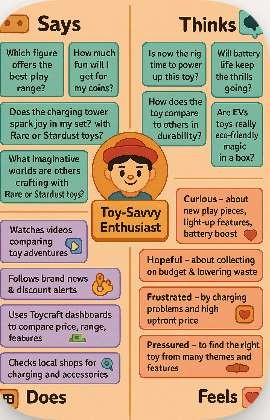 Says
Which figure
offers the
best play
range?
How much
fun will I
get for
my coins?
Does the charging tower
spark joy in my set? with
Rare or Stardust toys?
What imaginative
worlds are others
crafting with
Rare or Stardust toys?
Thinks
Is now the rig
time to power
up this toy?
Will battery
life keep the
thrills
going?
How does the
toy compare
to others in
durability?
Are EVs
toys really
eco-friendly
magic
in a box?
Toy-Savvy
Enthusiast
Watches videos
comparing
toy adventures
Follows brand news
& discount alerts
Uses Toycraft dashboards
to compare price, range,
features
Checks local shops for
charging and accessories
Does
Curious – about
new play pieces,
light-up features,
battery boost
Hopeful – about collecting
on budget & lowering waste
Frustrated – by charging
problems and high
upfront price
Pressured – to find the right
toy from many themes and
features
Feels